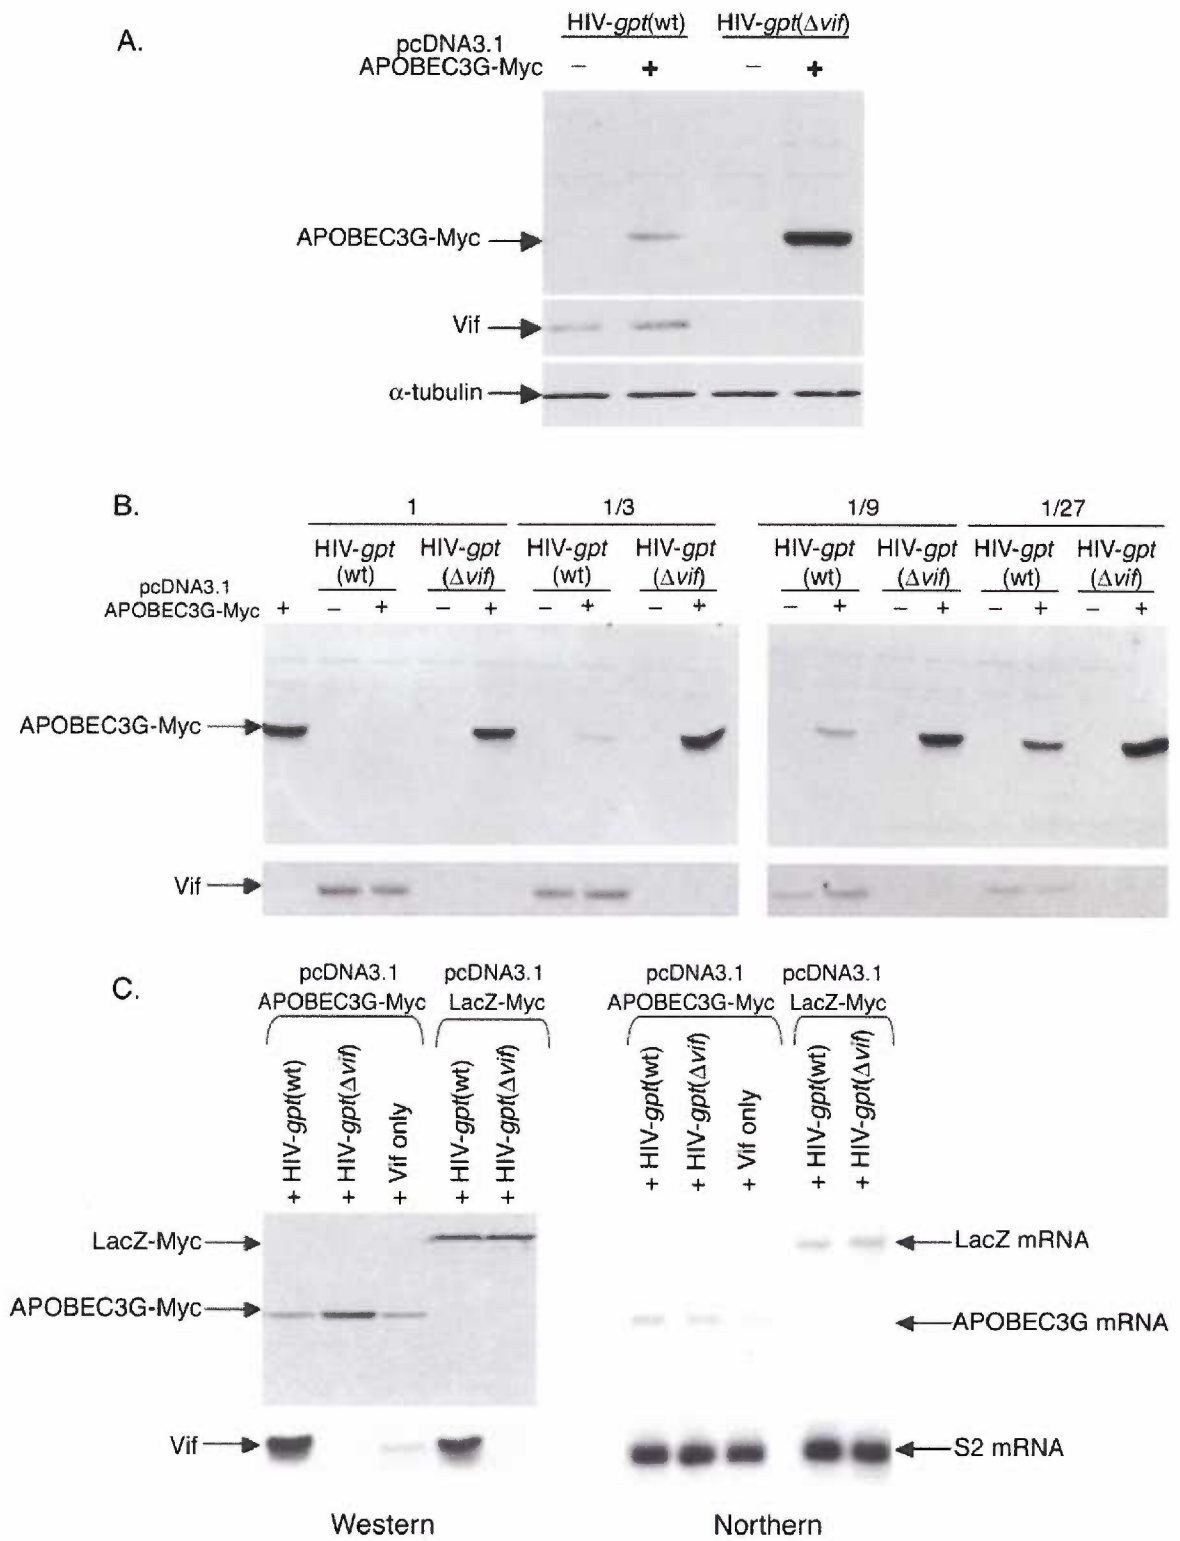 A.
HIV-gpt(wt) HIV-gpt(Δvif)
pcDNA3.1
APOBEC3G-Myc – + – +
APOBEC3G-Myc
Vif
α-tubulin
B.
1 1/3 1/9 1/27
HIV-gpt HIV-gpt HIV-gpt HIV-gpt HIV-gpt HIV-gpt HIV-gpt HIV-gpt
(wt) (Δvif) (wt) (Δvif) (wt) (Δvif) (wt) (Δvif)
pcDNA3.1
APOBEC3G-Myc + – + – + – + – + – + – + – + – +
APOBEC3G-Myc
Vif
C.
pcDNA3.1 pcDNA3.1 pcDNA3.1 pcDNA3.1
APOBEC3G-Myc LacZ-Myc APOBEC3G-Myc LacZ-Myc
+ HIV-gpt(wt)
+ HIV-gpt(Δvif)
+ Vif only
+ HIV-gpt(wt)
+ HIV-gpt(Δvif)
+ HIV-gpt(wt)
+ HIV-gpt(Δvif)
+ Vif only
+ HIV-gpt(wt)
+ HIV-gpt(Δvif)
LacZ-Myc LacZ mRNA
APOBEC3G-Myc APOBEC3G mRNA
Vif S2 mRNA
Western Northern